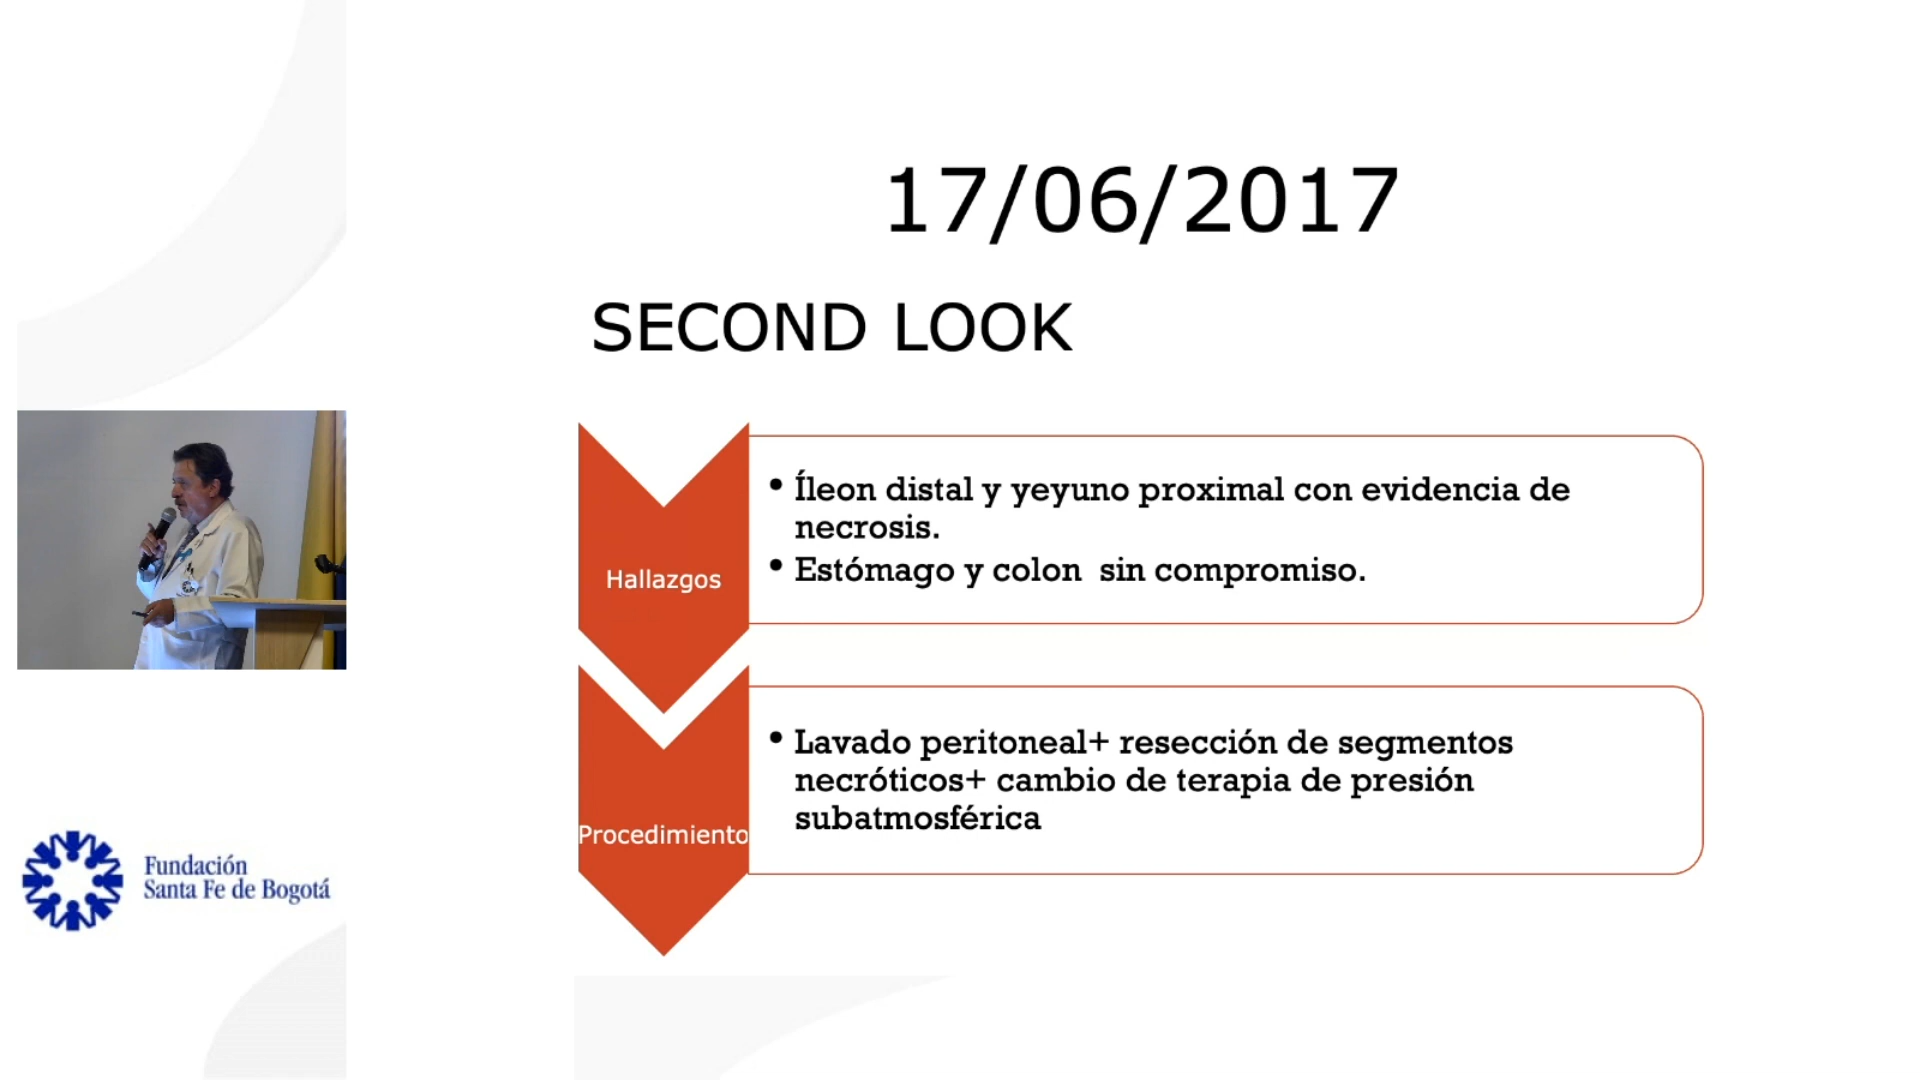 17/06/2017
SECOND LOOK
Hallazgos
• Íleon distal y yeyuno proximal con evidencia de
necrosis.
• Estómago y colon  sin compromiso.
Procedimiento
• Lavado peritoneal+ resección de segmentos
necróticos+ cambio de terapia de presión
subatmosférica
Fundación
Santa Fe de Bogotá